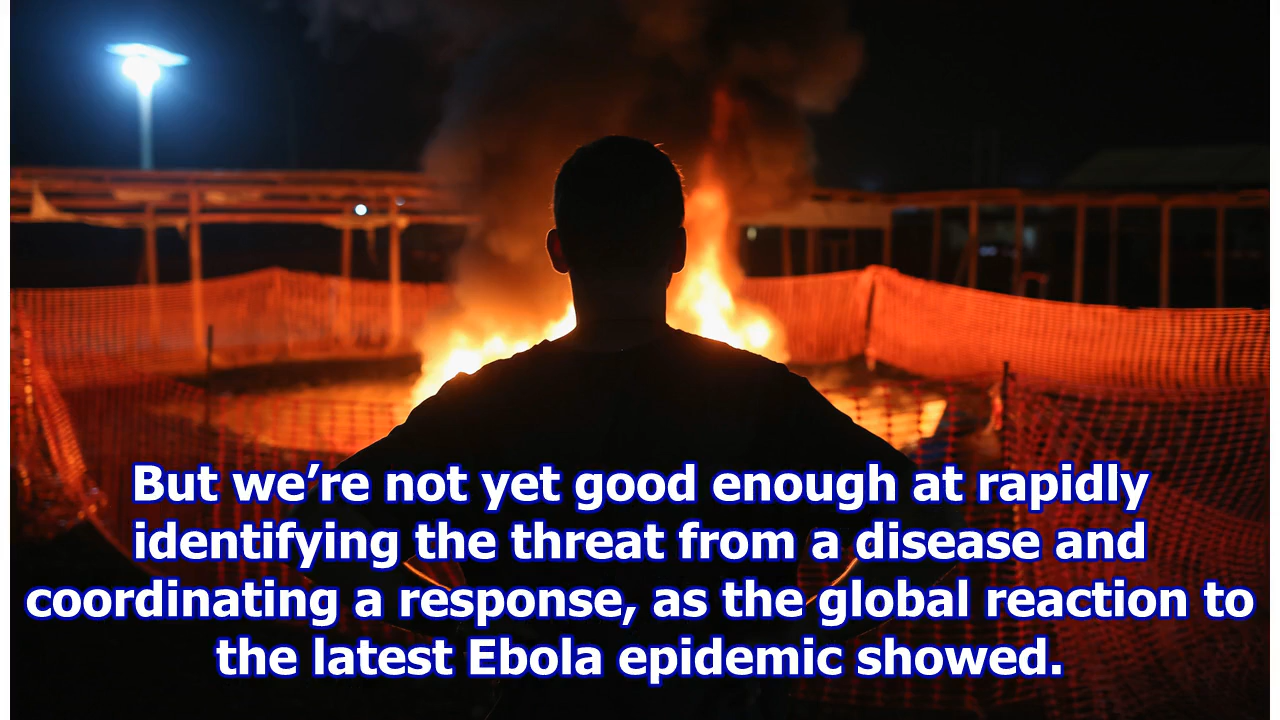 But we’re not yet good enough at rapidly
identifying the threat from a disease and
coordinating a response, as the global reaction to
the latest Ebola epidemic showed.